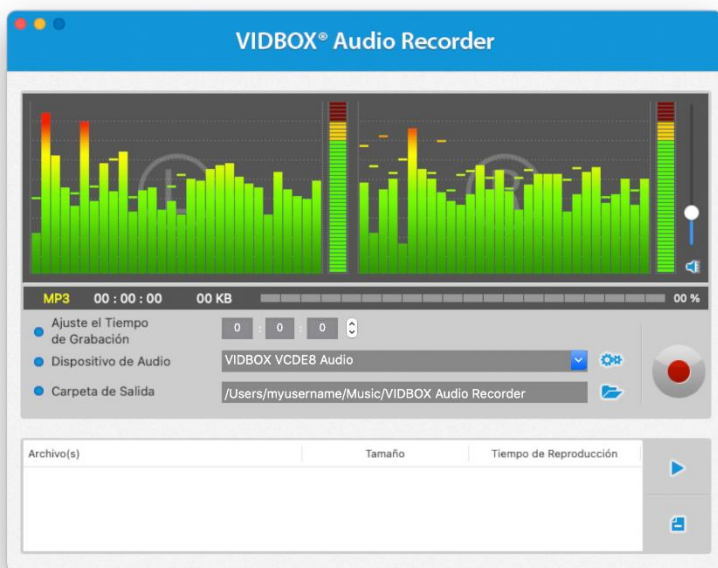 VIDBOX® Audio Recorder
L R
MP3 00 : 00 : 00 00 KB 00 %
Ajuste el Tiempo
de Grabación
0 : 0 : 0
Dispositivo de Audio
VIDBOX VCDE8 Audio
Carpeta de Salida
/Users/myusername/Music/VIDBOX Audio Recorder
Archivo(s) Tamaño Tiempo de Reproducción